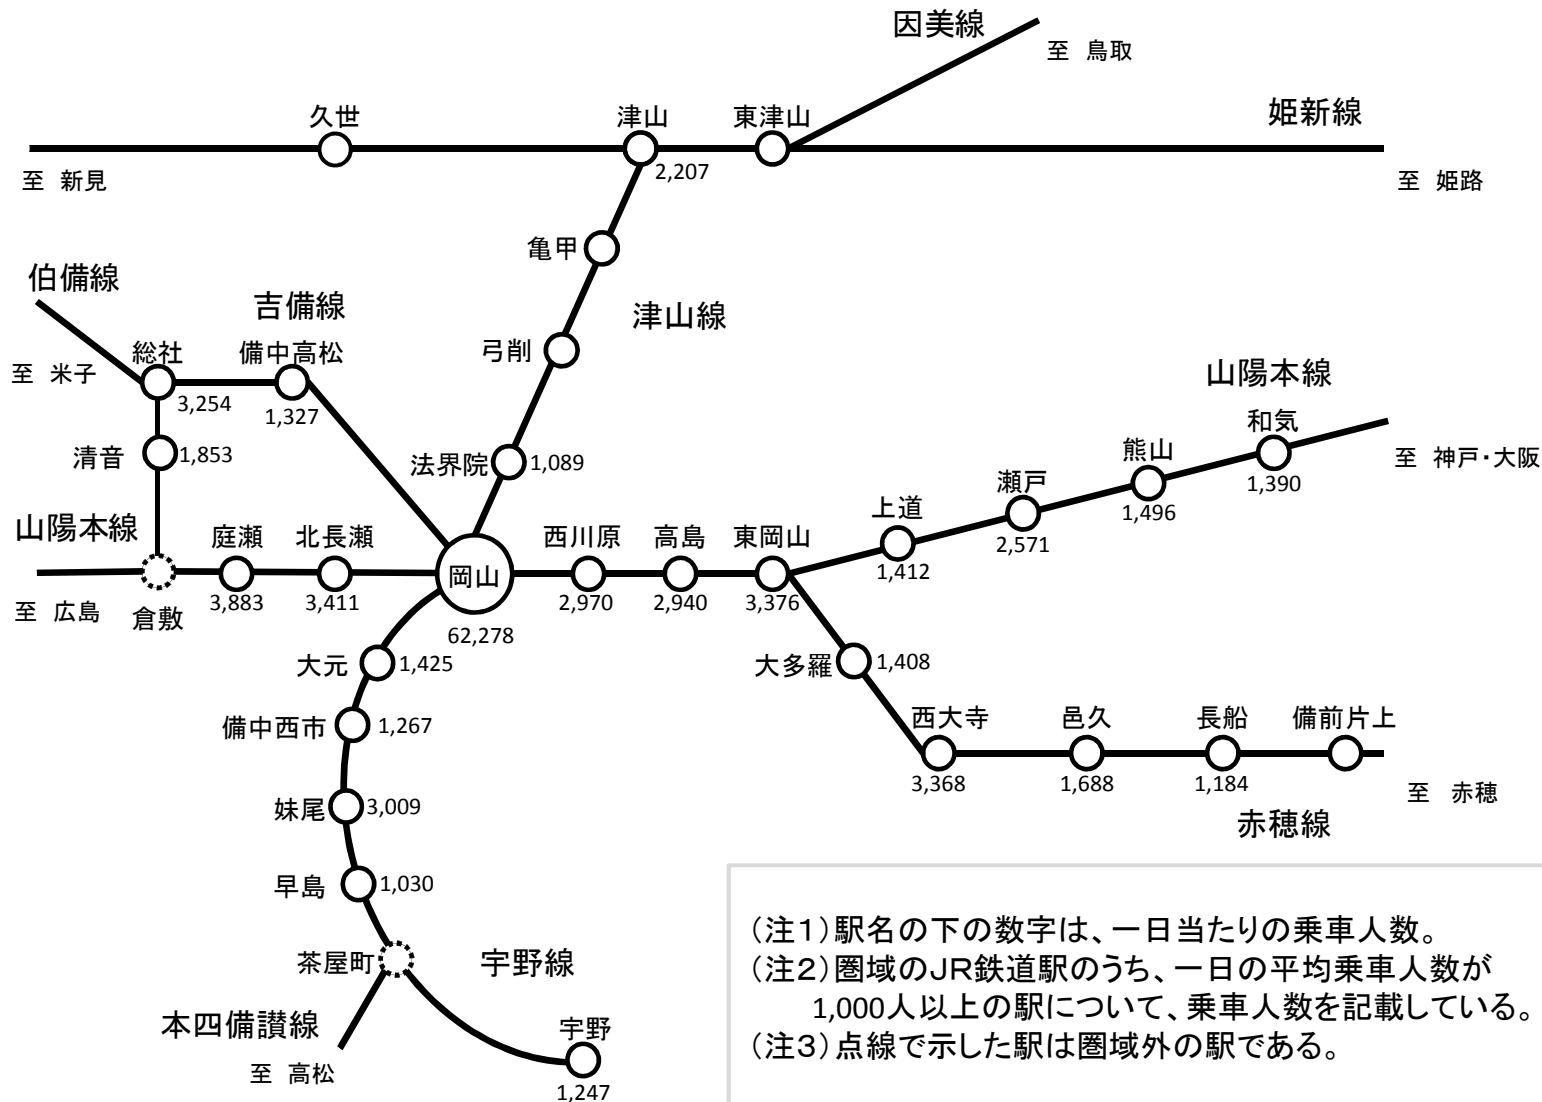 因美線
至 鳥取
姫新線
久世
津山
東津山
2,207
至 新見
至 姫路
亀甲
伯備線
吉備線
津山線
総社
備中高松
弓削
至 米子
3,254
1,327
山陽本線
和気
清音
1,853
法界院
1,089
熊山
1,390
至 神戸・大阪
瀬戸
1,496
上道
2,571
山陽本線
庭瀬
北長瀬
岡山
西川原
高島
東岡山
1,412
至 広島
倉敷
3,883
3,411
62,278
2,970
2,940
3,376
大元
1,425
大多羅
1,408
備中西市
1,267
西大寺
邑久
長船
備前片上
3,368
1,688
1,184
至 赤穂
妹尾
3,009
赤穂線
早島
1,030
茶屋町
宇野線
本四備讃線
至 高松
宇野
1,247
(注1)駅名の下の数字は、一日当たりの乗車人数。
(注2)圏域のJR鉄道駅のうち、一日の平均乗車人数が
1,000人以上の駅について、乗車人数を記載している。
(注3)点線で示した駅は圏域外の駅である。